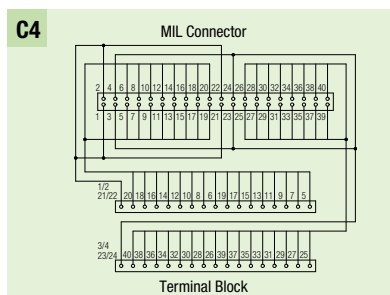 C4
MIL Connector
2 4 6 8 10 12 14 16 18 20 22 24 26 28 30 32 34 36 38 40
1 3 5 7 9 11 13 15 17 19 21 23 25 27 29 31 33 35 37 39
1/2
21/22 20 18 16 14 12 10 8 6 19 17 15 13 11 9 7 5
3/4
23/24 40 38 36 34 32 30 28 26 39 37 35 33 31 29 27 25
Terminal Block